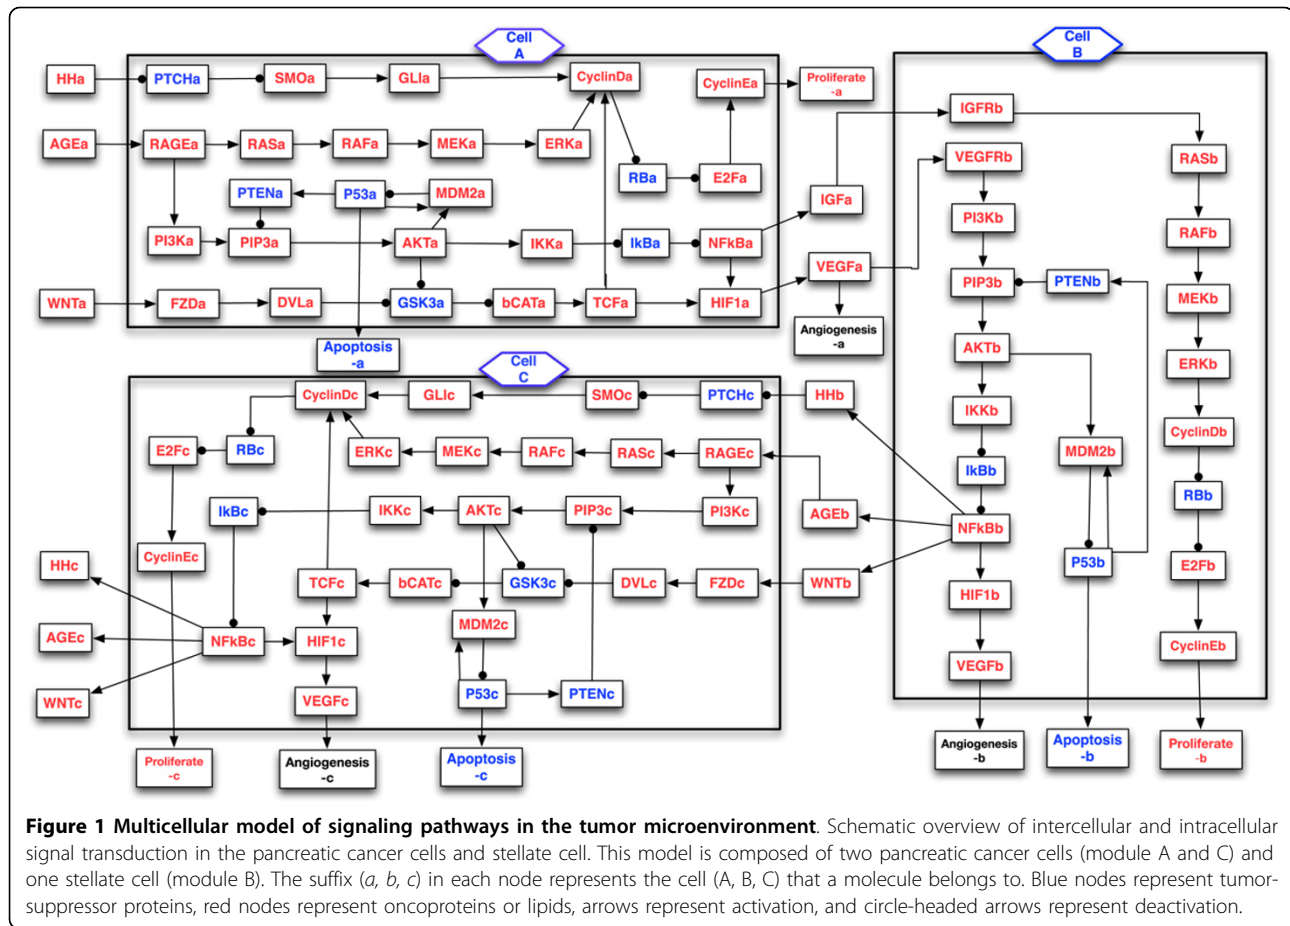 Cell
A
Cell
B
HHa
PTCHa
SMOa
GLIa
CyclinDa
CyclinEa
Proliferate
-a
IGFRb
AGEa
RAGEa
RASa
RAFa
MEKa
ERKa
VEGFRb
RASb
PTENa
P53a
MDM2a
RBa
E2Fa
IGFa
PI3Kb
RAFb
PI3Ka
PIP3a
AKTa
IKKa
IkBa
NFkBa
VEGFa
PIP3b
PTENb
MEKb
WNTa
FZDa
DVLa
GSK3a
bCATa
TCFa
HIF1a
Angiogenesis
-a
Apoptosis
-a
AKTb
ERKb
Cell
C
CyclinDc
GLIc
SMOc
PTCHc
HHb
IKKb
CyclinDb
E2Fc
RBc
ERKc
MEKc
RAFc
RASc
RAGEc
MDM2b
IkBb
RBb
IkBc
IKKc
AKTc
PIP3c
PI3Kc
AGEb
NFkBb
CyclinEc
HHc
TCFc
bCATc
GSK3c
DVLc
FZDc
WNTb
P53b
E2Fb
HIF1b
AGEc
NFkBc
HIF1c
MDM2c
CyclinEb
VEGFb
WNTc
VEGFc
P53c
PTENc
Proliferate
-c
Angiogenesis
-c
Apoptosis
-c
Angiogenesis
-b
Apoptosis
-b
Proliferate
-b
Figure 1 Multicellular model of signaling pathways in the tumor microenvironment. Schematic overview of intercellular and intracellular
signal transduction in the pancreatic cancer cells and stellate cell. This model is composed of two pancreatic cancer cells (module A and C) and
one stellate cell (module B). The suffix (a, b, c) in each node represents the cell (A, B, C) that a molecule belongs to. Blue nodes represent tumor-
suppressor proteins, red nodes represent oncoproteins or lipids, arrows represent activation, and circle-headed arrows represent deactivation.